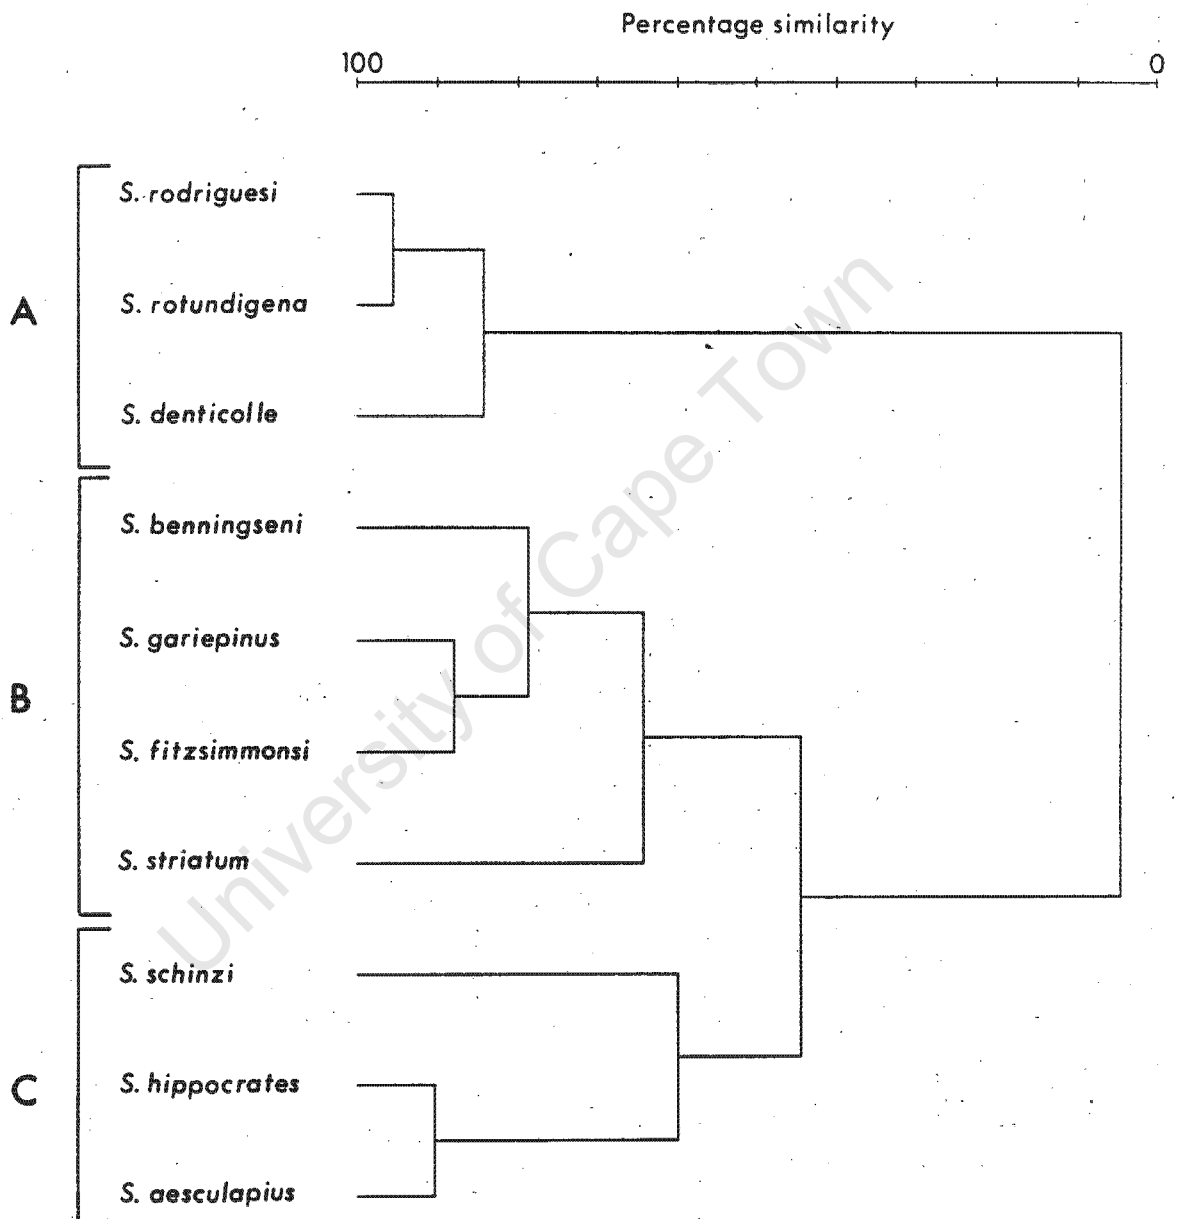 Percentage similarity
100 0
A
S. rodriguesi
S. rotundigena
S. denticolle
B
S. benningseni
S. gariepinus
S. fitzsimmonsi
S. striatum
C
S. schinzi
S. hippocrates
S. aesculapius
University of Cape Town